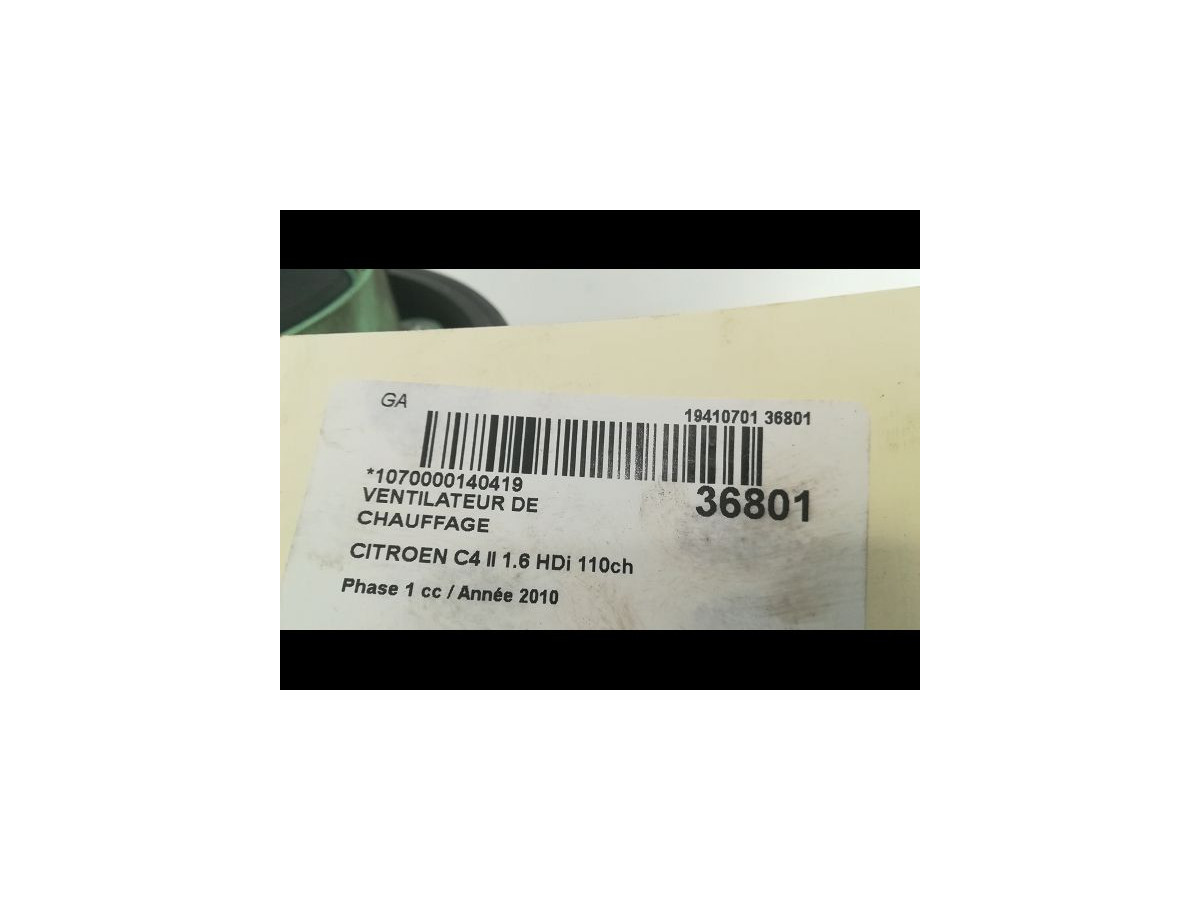 GA
19410701 36801
*1070000140419
36801
VENTILATEUR DE
CHAUFFAGE
CITROEN C4 II 1.6 HDi 110ch
Phase 1 cc / Année 2010